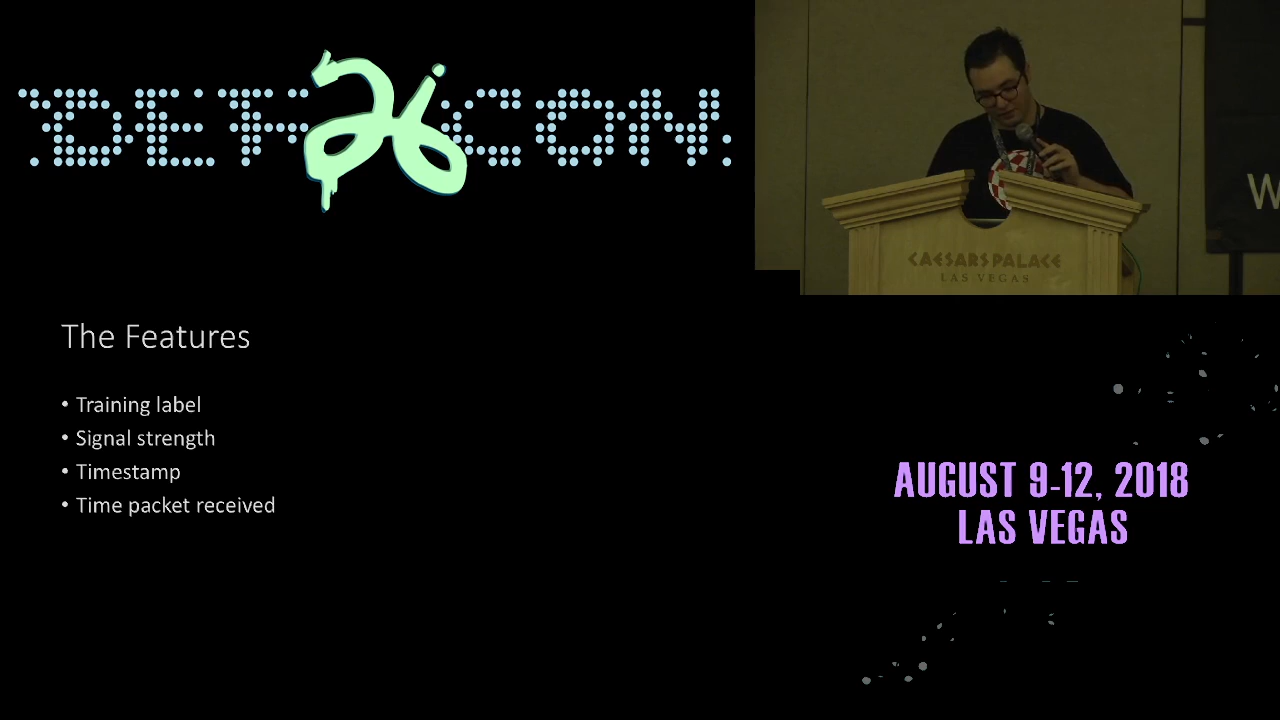 DEF 26 CON
CAESARS PALACE
LAS VEGAS
W
The Features
• Training label
• Signal strength
• Timestamp
• Time packet received
AUGUST 9-12, 2018
LAS VEGAS